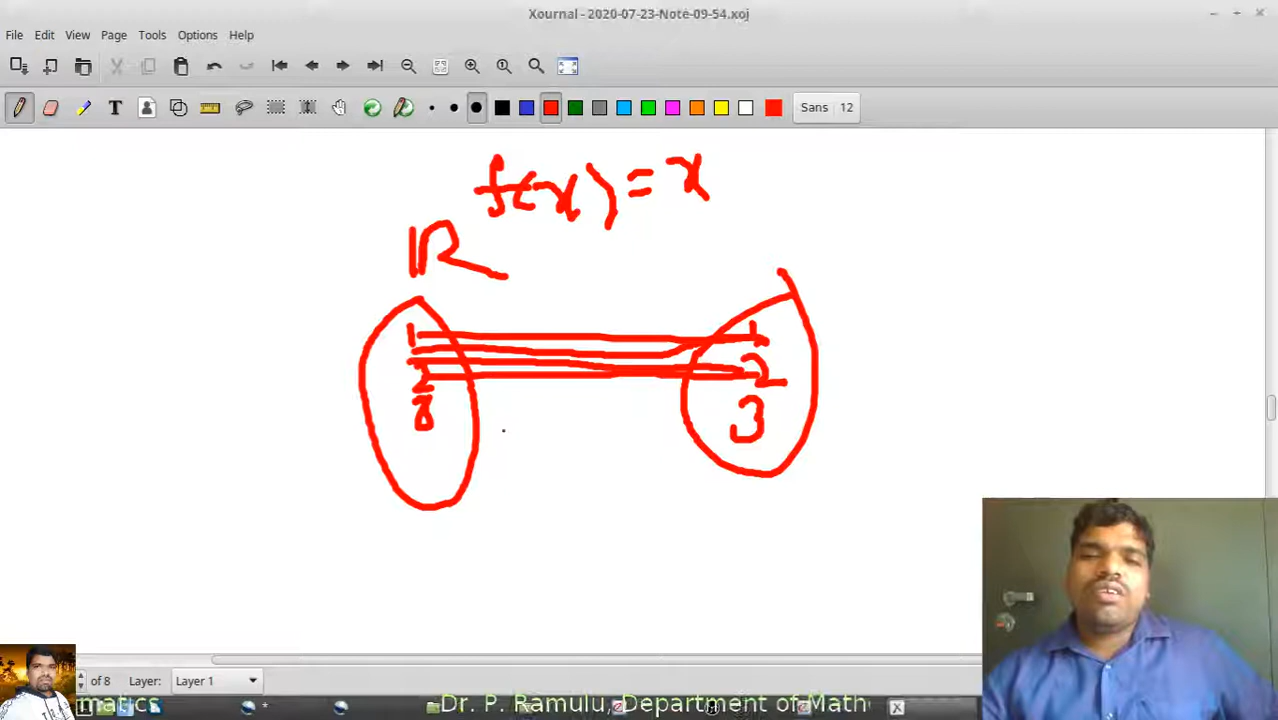 Xournal - 2020-07-23-Note-09-54.xoj
File Edit View Page Tools Options Help
Sans 12
f(x) = x
ℝ
1 1
2 2
3 3
of 8 Layer: Layer 1
matics Dr. P. Ramulu, Department of Math